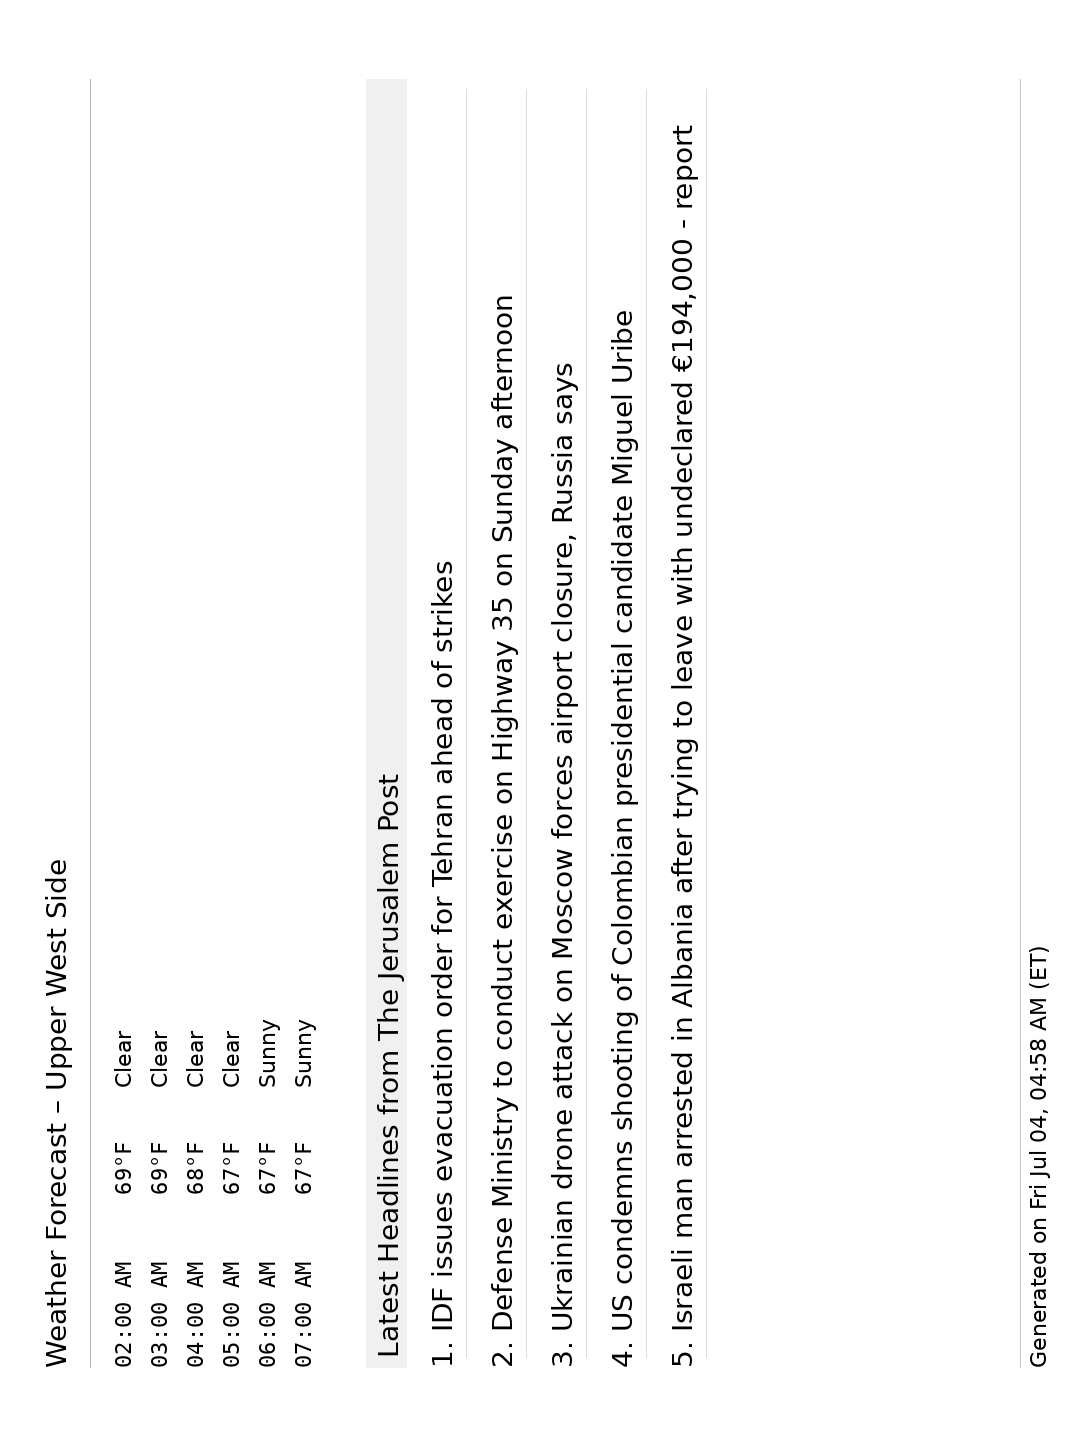 Weather Forecast – Upper West Side
02:00 AM 69°F Clear
03:00 AM 69°F Clear
04:00 AM 68°F Clear
05:00 AM 67°F Clear
06:00 AM 67°F Sunny
07:00 AM 67°F Sunny
Latest Headlines from The Jerusalem Post
1. IDF issues evacuation order for Tehran ahead of strikes
2. Defense Ministry to conduct exercise on Highway 35 on Sunday afternoon
3. Ukrainian drone attack on Moscow forces airport closure, Russia says
4. US condemns shooting of Colombian presidential candidate Miguel Uribe
5. Israeli man arrested in Albania after trying to leave with undeclared €194,000 - report
Generated on Fri Jul 04, 04:58 AM (ET)